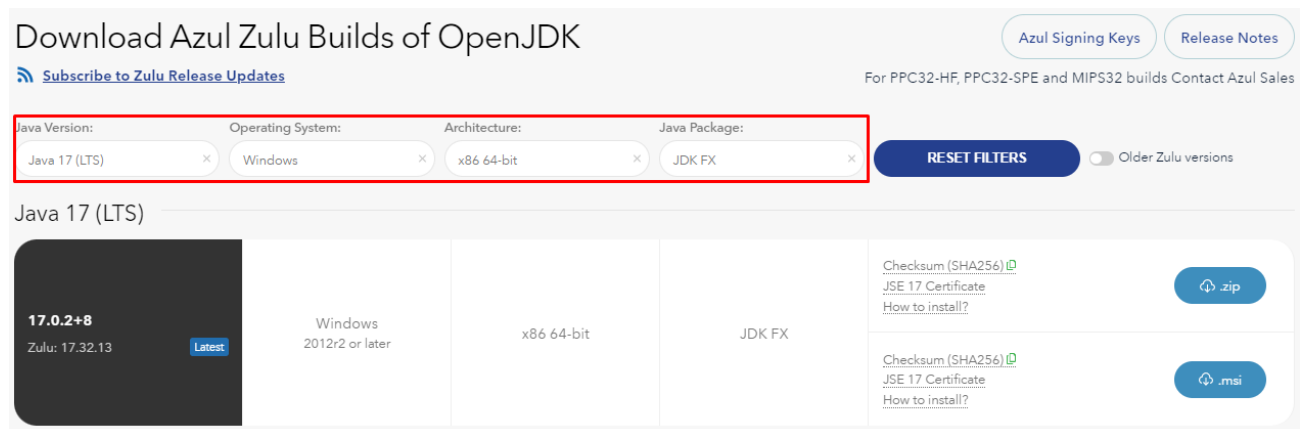 Download Azul Zulu Builds of OpenJDK
Azul Signing Keys
Release Notes
Subscribe to Zulu Release Updates
For PPC32-HF, PPC32-SPE and MIPS32 builds Contact Azul Sales
Java Version:
Operating System:
Architecture:
Java Package:
Java 17 (LTS) ×
Windows ×
x86 64-bit ×
JDK FX ×
RESET FILTERS
Older Zulu versions
Java 17 (LTS)
17.0.2+8
Zulu: 17.32.13
Latest
Windows
2012r2 or later
x86 64-bit
JDK FX
Checksum (SHA256)
JSE 17 Certificate
How to install?
.zip
Checksum (SHA256)
JSE 17 Certificate
How to install?
.msi